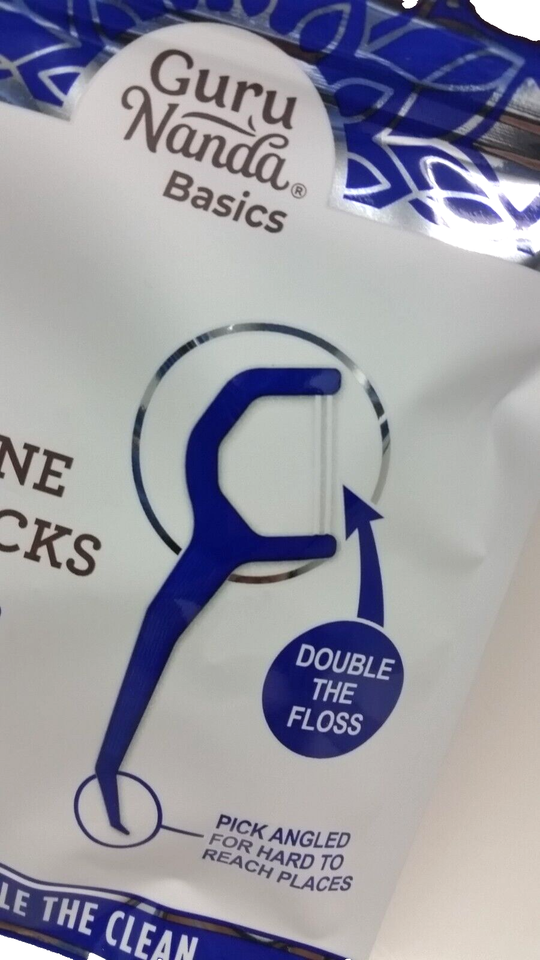 Guru
Nanda®
Basics
NE
CKS
DOUBLE
THE
FLOSS
PICK ANGLED
FOR HARD TO
REACH PLACES
LE THE CLEAN